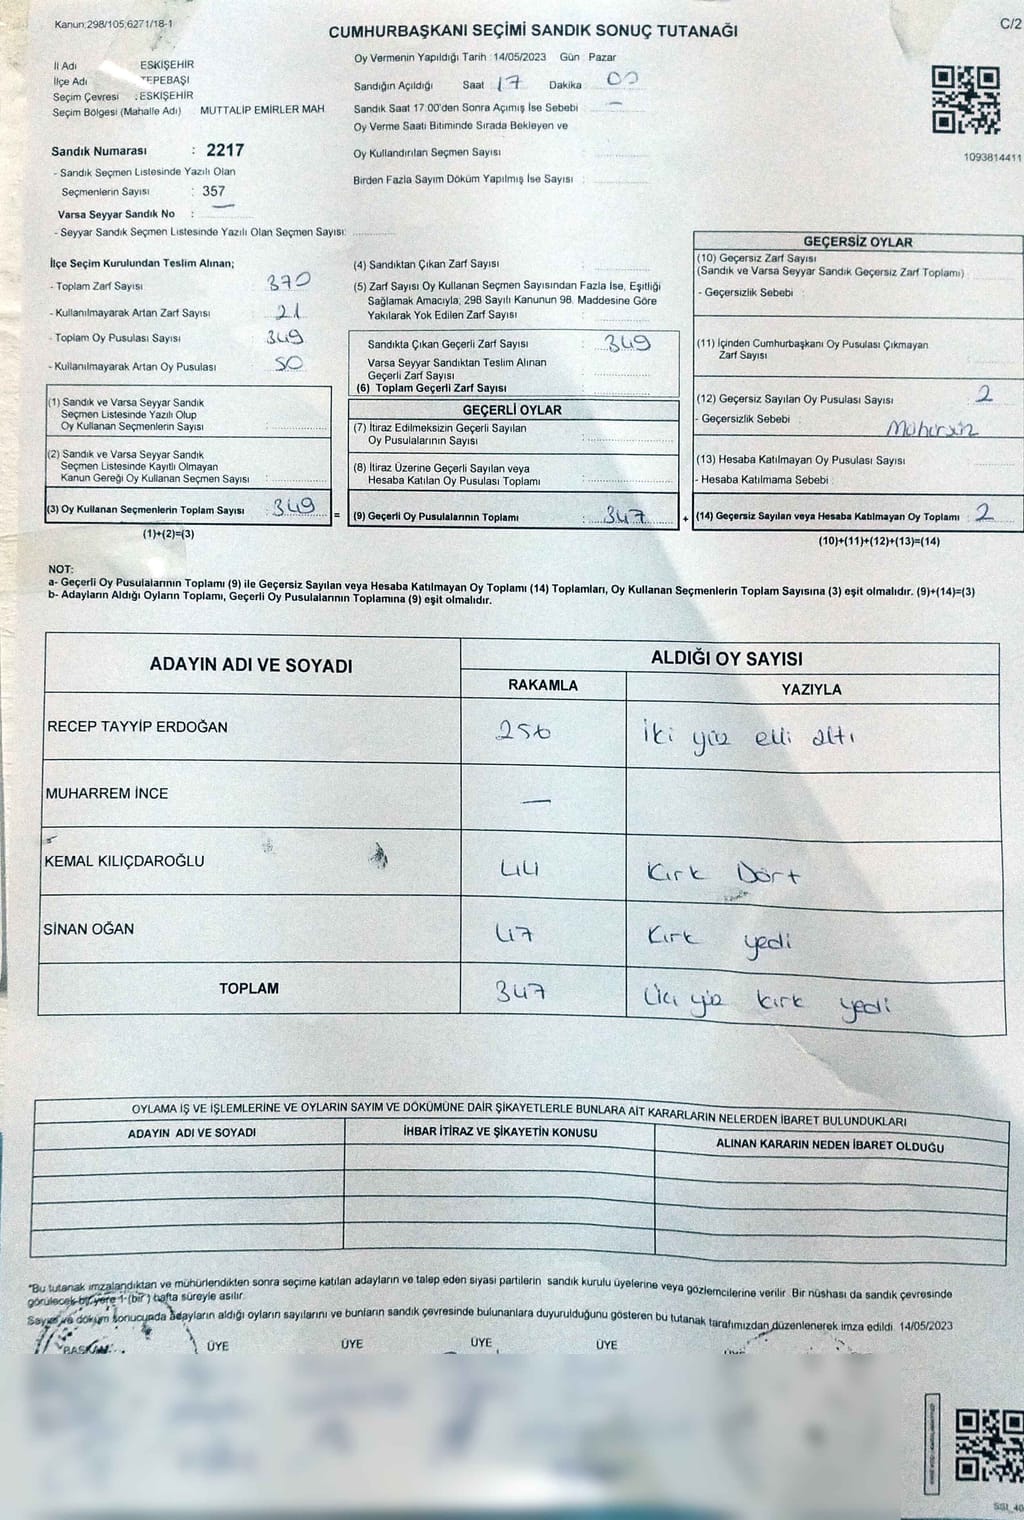 Kanun;298/105,6271/18-1
C/2
CUMHURBAŞKANI SEÇİMİ SANDIK SONUÇ TUTANAĞI
İl Adı ESKİŞEHİR
İlçe Adı TEPEBAŞI
Seçim Çevresi : ESKİŞEHİR
Seçim Bölgesi (Mahalle Adı) MUTTALİP EMİRLER MAH
Sandık Numarası : 2217
- Sandık Seçmen Listesinde Yazılı Olan
Seçmenlerin Sayısı : 357
Varsa Seyyar Sandık No : —
- Seyyar Sandık Seçmen Listesinde Yazılı Olan Seçmen Sayısı:
Oy Vermenin Yapıldığı Tarih : 14/05/2023 Gün : Pazar
Sandığın Açıldığı Saat 17 Dakika 00
Sandık Saat 17:00'den Sonra Açımış İse Sebebi : —
Oy Verme Saati Bitiminde Sırada Bekleyen ve
Oy Kullandırılan Seçmen Sayısı :
Birden Fazla Sayım Döküm Yapılmış İse Sayısı :
1093814411
İlçe Seçim Kurulundan Teslim Alınan;
- Toplam Zarf Sayısı : 370
- Kullanılmayarak Artan Zarf Sayısı : 21
- Toplam Oy Pusulası Sayısı : 349
- Kullanılmayarak Artan Oy Pusulası : 50
(1) Sandık ve Varsa Seyyar Sandık
Seçmen Listesinde Yazılı Olup
Oy Kullanan Seçmenlerin Sayısı :
(2) Sandık ve Varsa Seyyar Sandık
Seçmen Listesinde Kayıtlı Olmayan
Kanun Gereği Oy Kullanan Seçmen Sayısı :
(3) Oy Kullanan Seçmenlerin Toplam Sayısı : 349
(1)+(2)=(3)
=
(4) Sandıktan Çıkan Zarf Sayısı :
(5) Zarf Sayısı Oy Kullanan Seçmen Sayısından Fazla İse, Eşitliği
Sağlamak Amacıyla, 298 Sayılı Kanunun 98. Maddesine Göre
Yakılarak Yok Edilen Zarf Sayısı :
Sandıkta Çıkan Geçerli Zarf Sayısı : 349
Varsa Seyyar Sandıktan Teslim Alınan
Geçerli Zarf Sayısı :
(6) Toplam Geçerli Zarf Sayısı :
GEÇERLİ OYLAR
(7) İtiraz Edilmeksizin Geçerli Sayılan
Oy Pusulalarının Sayısı :
(8) İtiraz Üzerine Geçerli Sayılan veya
Hesaba Katılan Oy Pusulası Toplamı :
(9) Geçerli Oy Pusulalarının Toplamı : 347
+
GEÇERSİZ OYLAR
(10) Geçersiz Zarf Sayısı
(Sandık ve Varsa Seyyar Sandık Geçersiz Zarf Toplamı) :
- Geçersizlik Sebebi :
(11) İçinden Cumhurbaşkanı Oy Pusulası Çıkmayan
Zarf Sayısı :
(12) Geçersiz Sayılan Oy Pusulası Sayısı : 2
- Geçersizlik Sebebi : Mühürsüz
(13) Hesaba Katılmayan Oy Pusulası Sayısı :
- Hesaba Katılmama Sebebi :
(14) Geçersiz Sayılan veya Hesaba Katılmayan Oy Toplamı : 2
(10)+(11)+(12)+(13)=(14)
NOT:
a- Geçerli Oy Pusulalarının Toplamı (9) ile Geçersiz Sayılan veya Hesaba Katılmayan Oy Toplamı (14) Toplamları, Oy Kullanan Seçmenlerin Toplam Sayısına (3) eşit olmalıdır. (9)+(14)=(3)
b- Adayların Aldığı Oyların Toplamı, Geçerli Oy Pusulalarının Toplamına (9) eşit olmalıdır.
ADAYIN ADI VE SOYADI
ALDIĞI OY SAYISI
RAKAMLA YAZIYLA
RECEP TAYYİP ERDOĞAN 256 iki yüz elli altı
MUHARREM İNCE —
KEMAL KILIÇDAROĞLU 44 Kırk Dört
SİNAN OĞAN 47 Kırk yedi
TOPLAM 347 yüz kırk yedi
OYLAMA İŞ VE İŞLEMLERİNE VE OYLARIN SAYIM VE DÖKÜMÜNE DAİR ŞİKAYETLERLE BUNLARA AİT KARARLARIN NELERDEN İBARET BULUNDUKLARI
ADAYIN ADI VE SOYADI İHBAR İTİRAZ VE ŞİKAYETİN KONUSU ALINAN KARARIN NEDEN İBARET OLDUĞU
"Bu tutanak imzalandıktan ve mühürlendikten sonra seçime katılan adayların ve talep eden siyasi partilerin sandık kurulu üyelerine veya gözlemcilerine verilir. Bir nüshası da sandık çevresinde
görülecek bir yere 1 (bir) hafta süreyle asılır.
Sayım ve döküm sonucunda adayların aldığı oyların sayılarını ve bunların sandık çevresinde bulunanlara duyurulduğunu gösteren bu tutanak tarafımızdan düzenlenerek imza edildi. 14/05/2023
BAŞKAN ÜYE ÜYE ÜYE ÜYE